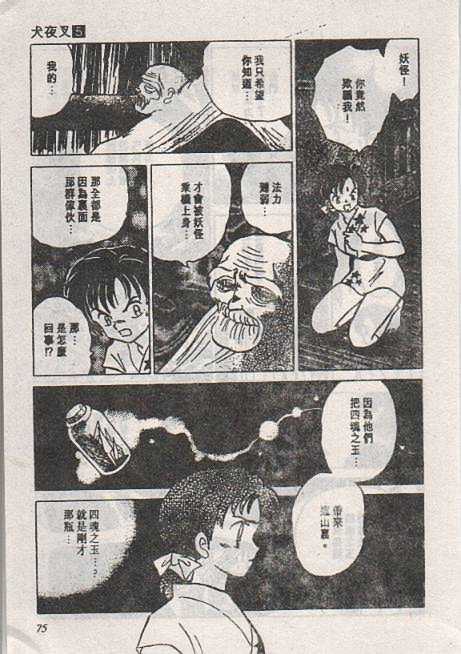 犬夜叉5
妖怪！
你竟然
欺騙我！
我只希望
你知道…
我的…
法力
薄弱…
才會被妖怪
乘機上身…
那全都是
因為裏面
那群傢伙…
那…
是怎麼
回事!?
因為他們
把四魂之玉…
帶來
這山裏。
四魂之玉…?
就是剛才
那瓶…
75